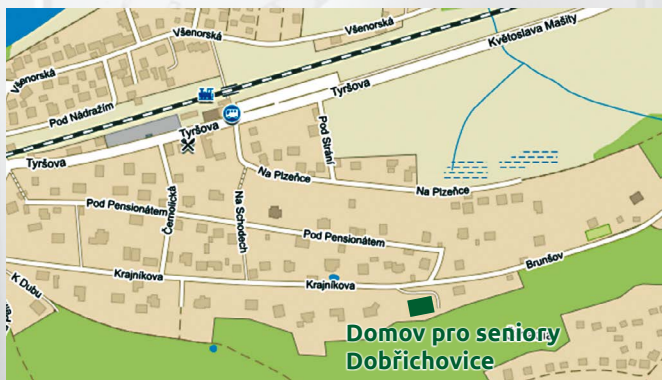 Všenorská
Všenorská
Květoslava Mašity
Všenorská
Pod Nádražím
Tyršova
Tyršova
Tyršova
Pod Strání
Na Plzeňce
Na Plzeňce
Černolická
Na Schodech
Pod Pensionátem
Pod Pensionátem
Brunšov
Krajníkova
Krajníkova
K Dubu
Domov pro seniory
Dobřichovice